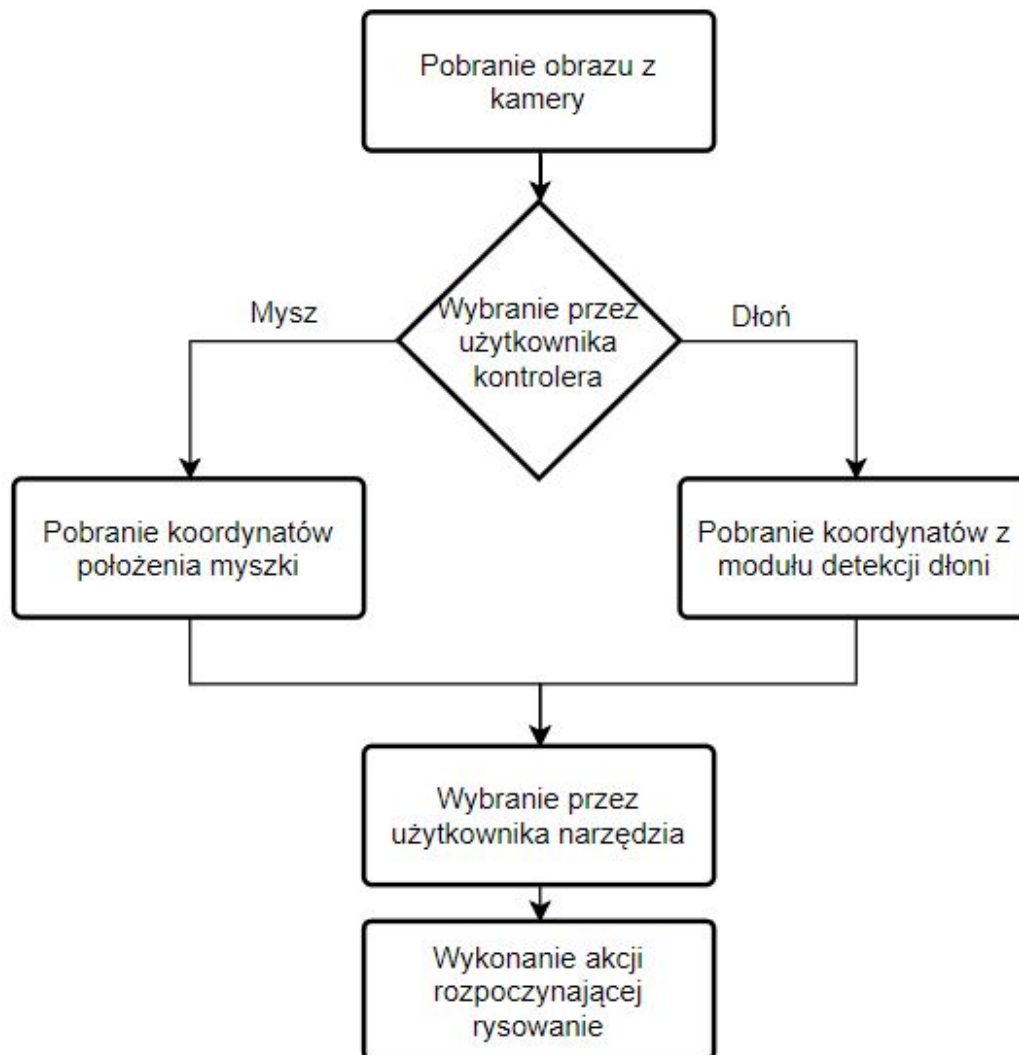 Pobranie obrazu z
kamery
Mysz
Wybranie przez
użytkownika
kontrolera
Dłoń
Pobranie koordynatów
położenia myszki
Pobranie koordynatów z
modułu detekcji dłoni
Wybranie przez
użytkownika narzędzia
Wykonanie akcji
rozpoczynającej
rysowanie